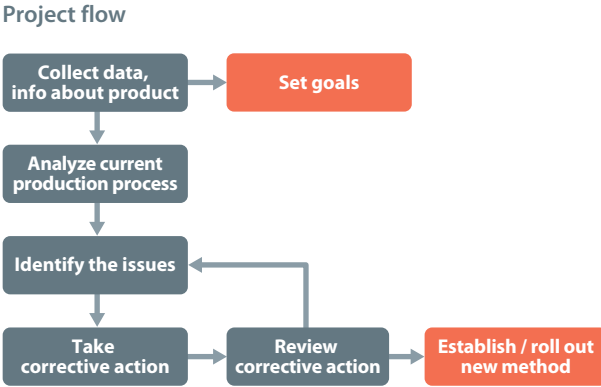 Project flow
Collect data,
info about product
Set goals
Analyze current
production process
Identify the issues
Take
corrective action
Review
corrective action
Establish / roll out
new method